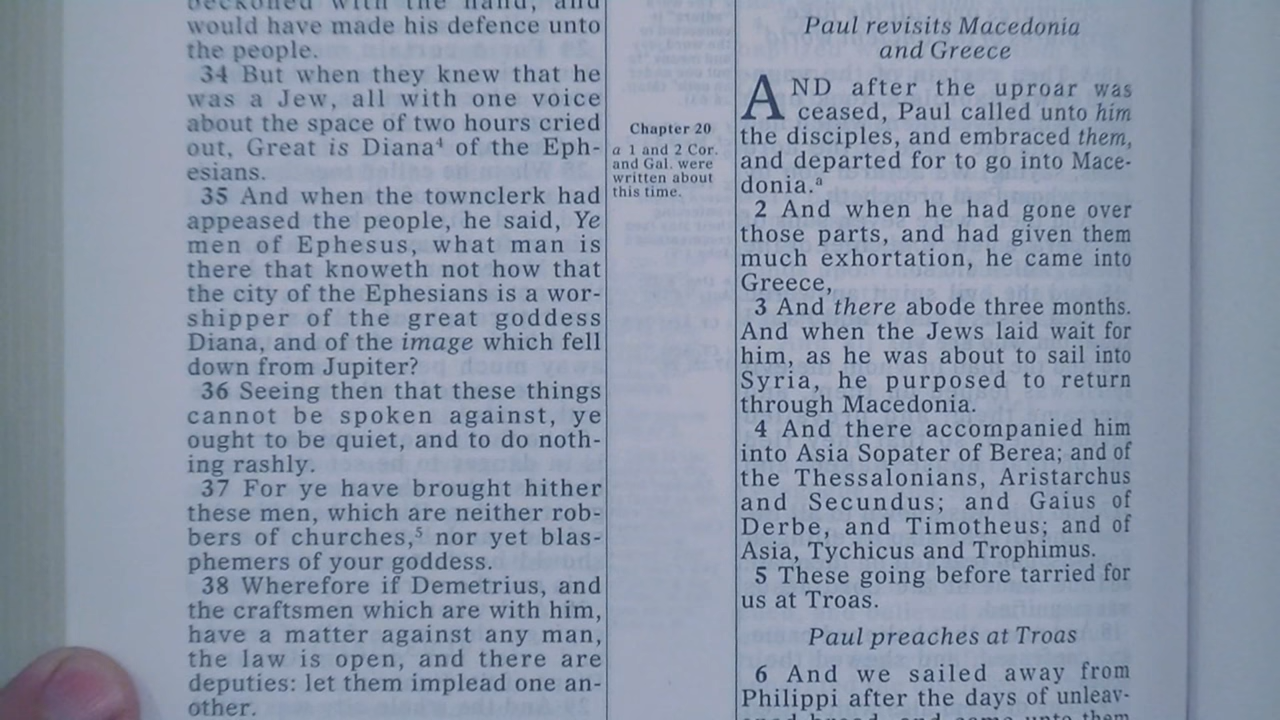 beckoned with the hand, and
would have made his defence unto
the people.
34 But when they knew that he
was a Jew, all with one voice
about the space of two hours cried
out, Great is Diana⁴ of the Eph-
esians.
35 And when the townclerk had
appeased the people, he said, Ye
men of Ephesus, what man is
there that knoweth not how that
the city of the Ephesians is a wor-
shipper of the great goddess
Diana, and of the image which fell
down from Jupiter?
36 Seeing then that these things
cannot be spoken against, ye
ought to be quiet, and to do noth-
ing rashly.
37 For ye have brought hither
these men, which are neither rob-
bers of churches,⁵ nor yet blas-
phemers of your goddess.
38 Wherefore if Demetrius, and
the craftsmen which are with him,
have a matter against any man,
the law is open, and there are
deputies: let them implead one an-
other.
Chapter 20
a 1 and 2 Cor.
and Gal. were
written about
this time.
Paul revisits Macedonia
and Greece
AND after the uproar was
ceased, Paul called unto him
the disciples, and embraced them,
and departed for to go into Mace-
donia.ᵃ
2 And when he had gone over
those parts, and had given them
much exhortation, he came into
Greece,
3 And there abode three months.
And when the Jews laid wait for
him, as he was about to sail into
Syria, he purposed to return
through Macedonia.
4 And there accompanied him
into Asia Sopater of Berea; and of
the Thessalonians, Aristarchus
and Secundus; and Gaius of
Derbe, and Timotheus; and of
Asia, Tychicus and Trophimus.
5 These going before tarried for
us at Troas.
Paul preaches at Troas
6 And we sailed away from
Philippi after the days of unleav-
ened bread, and came unto them